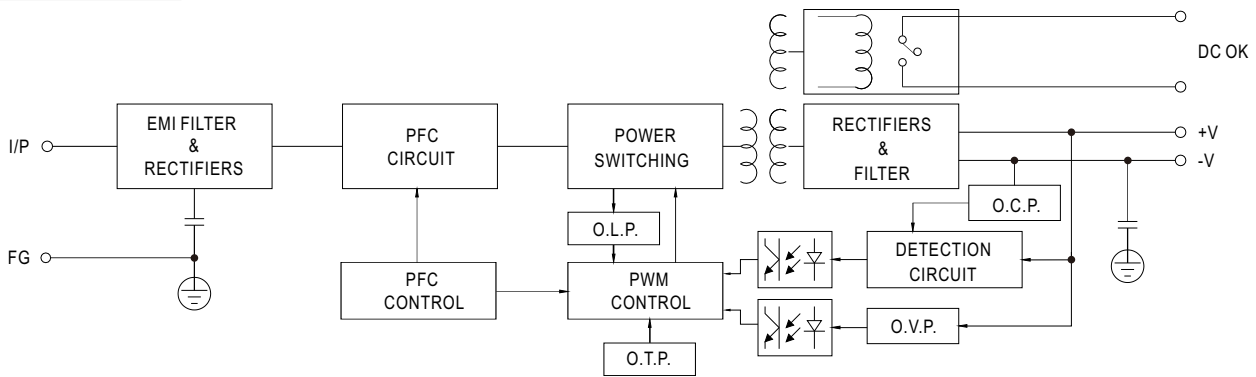 DC OK
I/P
EMI FILTER
&
RECTIFIERS
PFC
CIRCUIT
POWER
SWITCHING
RECTIFIERS
&
FILTER
+V
-V
O.C.P.
O.L.P.
DETECTION
CIRCUIT
FG
PFC
CONTROL
PWM
CONTROL
O.V.P.
O.T.P.